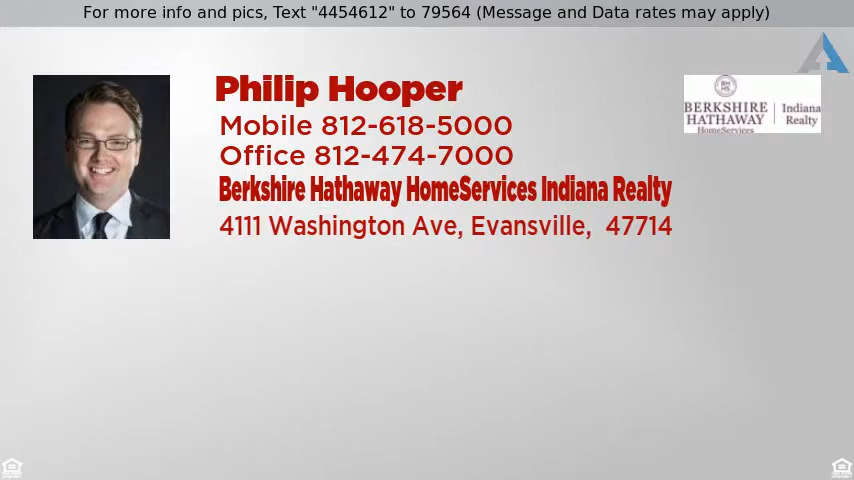 For more info and pics, Text "4454612" to 79564 (Message and Data rates may apply)
Philip Hooper
Mobile 812-618-5000
Office 812-474-7000
Berkshire Hathaway HomeServices Indiana Realty
4111 Washington Ave, Evansville,  47714
BH
HS
BERKSHIRE
HATHAWAY
HomeServices
Indiana
Realty